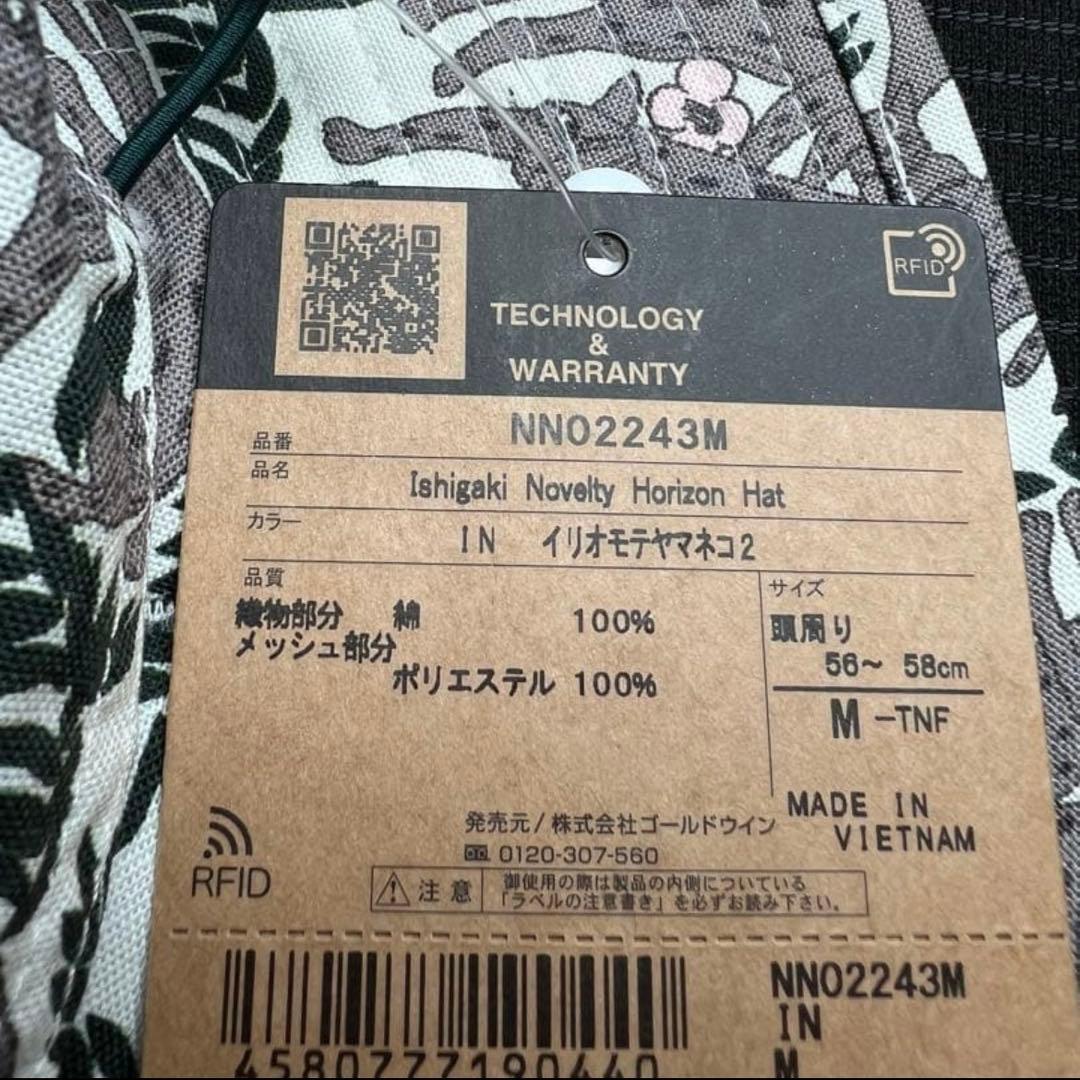 RFID
TECHNOLOGY
&
WARRANTY
品番 NN02243M
品名 Ishigaki Novelty Horizon Hat
カラー IN イリオモテヤマネコ2
品質
織物部分 綿 100%
メッシュ部分
ポリエステル 100%
サイズ
頭周り
56～ 58cm
M -TNF
MADE IN
VIETNAM
発売元/株式会社ゴールドウイン
0120-307-560
RFID
注意
御使用の際は製品の内側についている
「ラベルの注意書き」を必ずお読み下さい。
4580777190440
NN02243M
IN
M